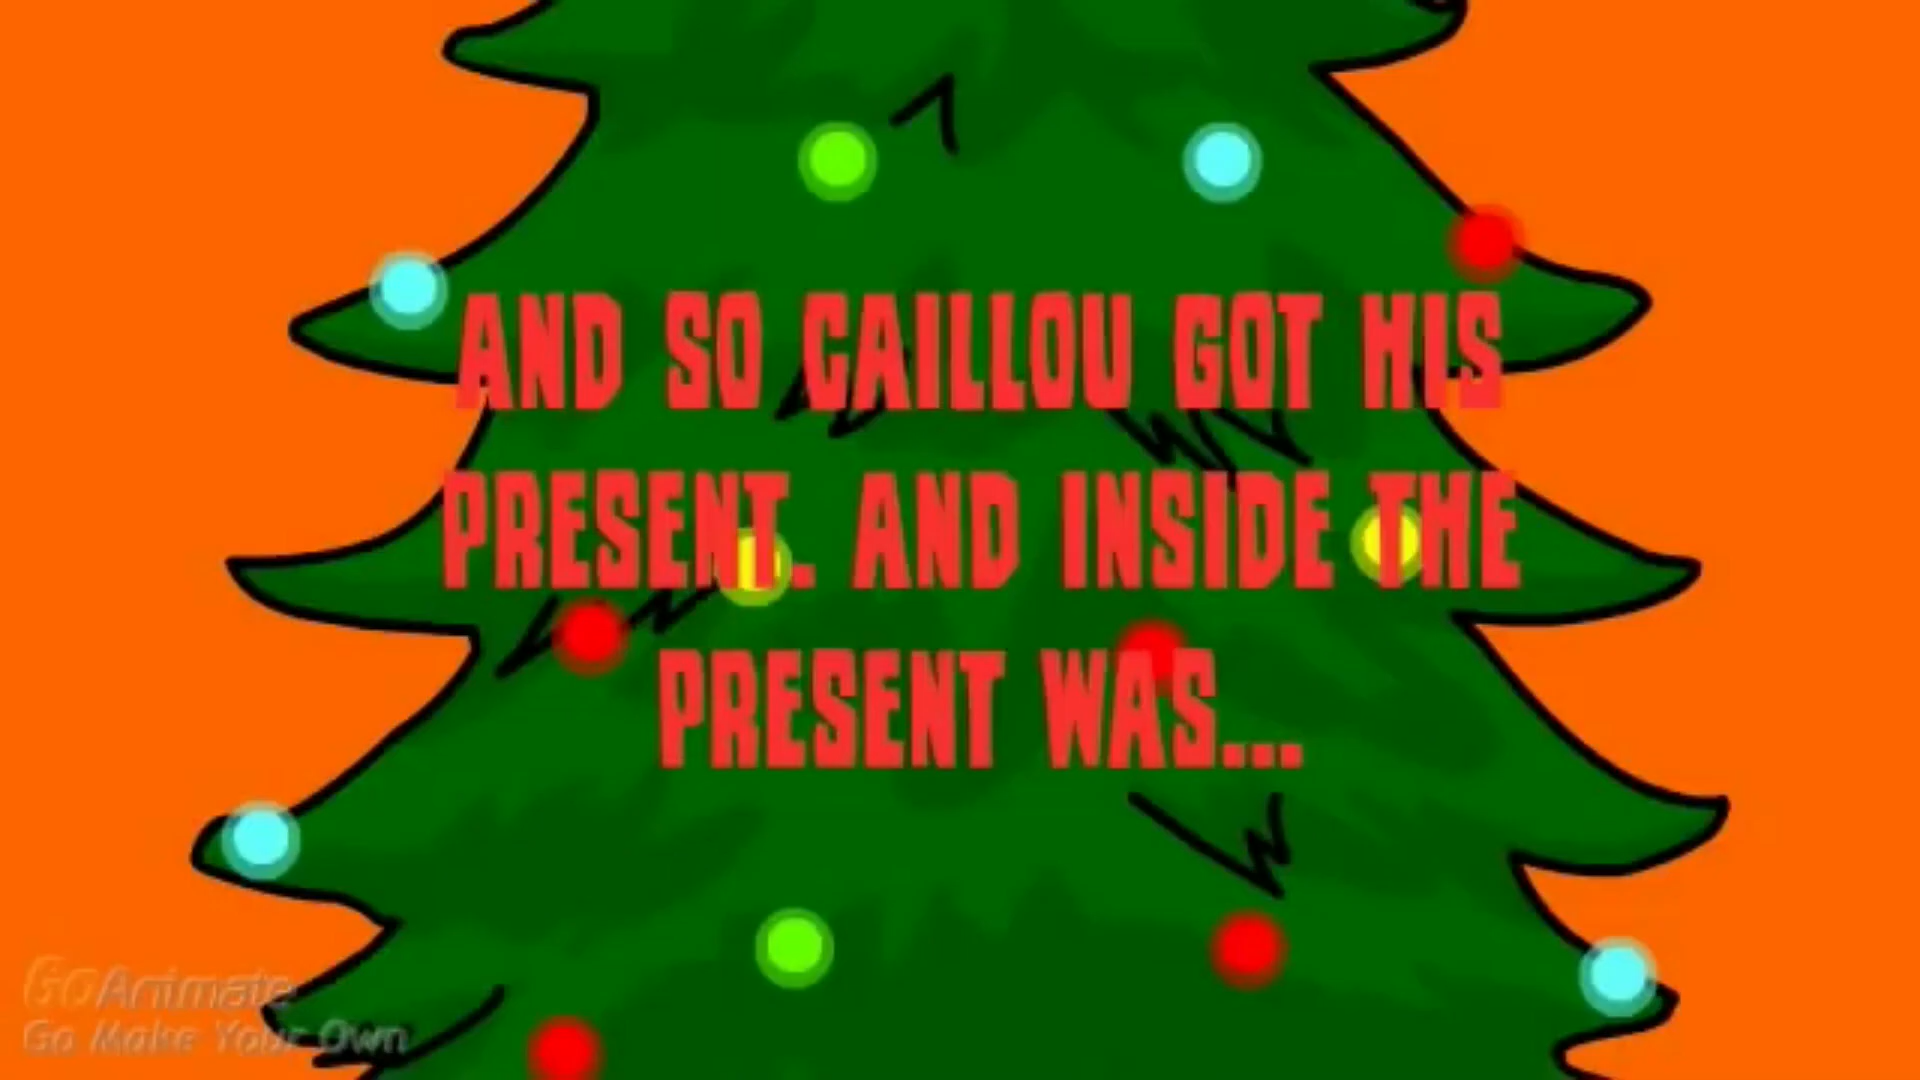 AND SO CAILLOU GOT HIS
PRESENT. AND INSIDE THE
PRESENT WAS...
GoAnimate
Go Make Your Own